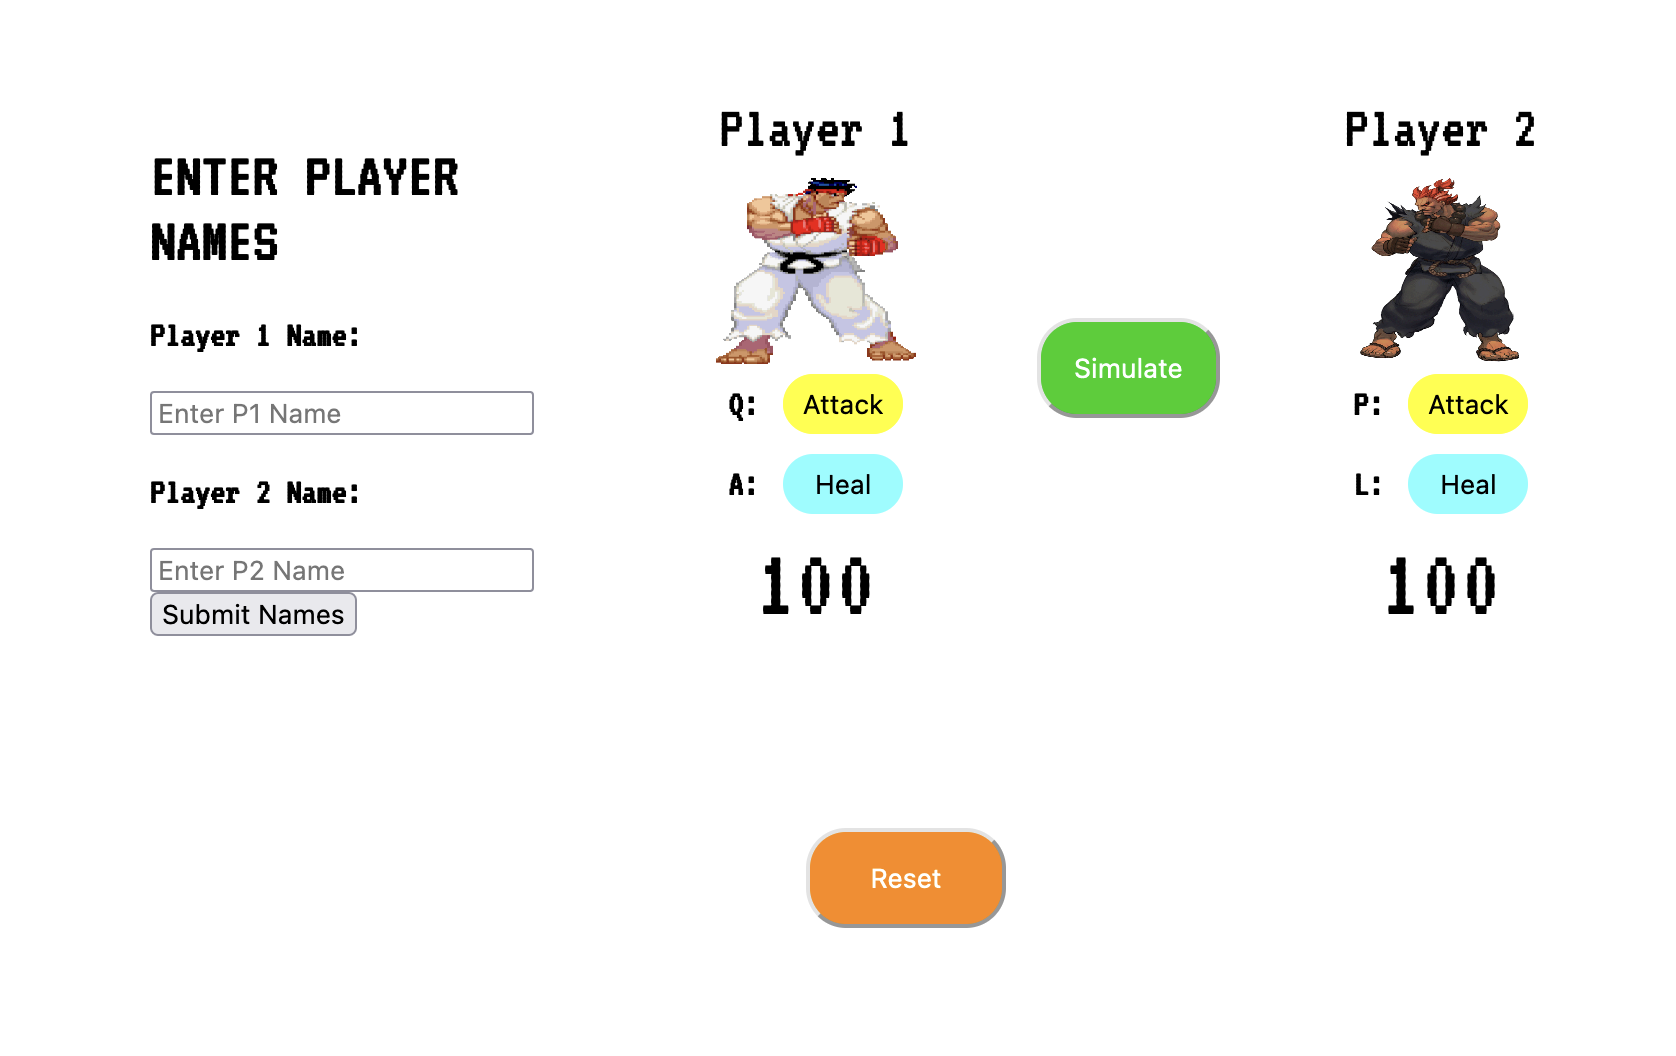 ENTER PLAYER
NAMES
Player 1 Name:
Enter P1 Name
Player 2 Name:
Enter P2 Name
Submit Names
Player 1
Q: Attack
A: Heal
100
Simulate
Player 2
P: Attack
L: Heal
100
Reset